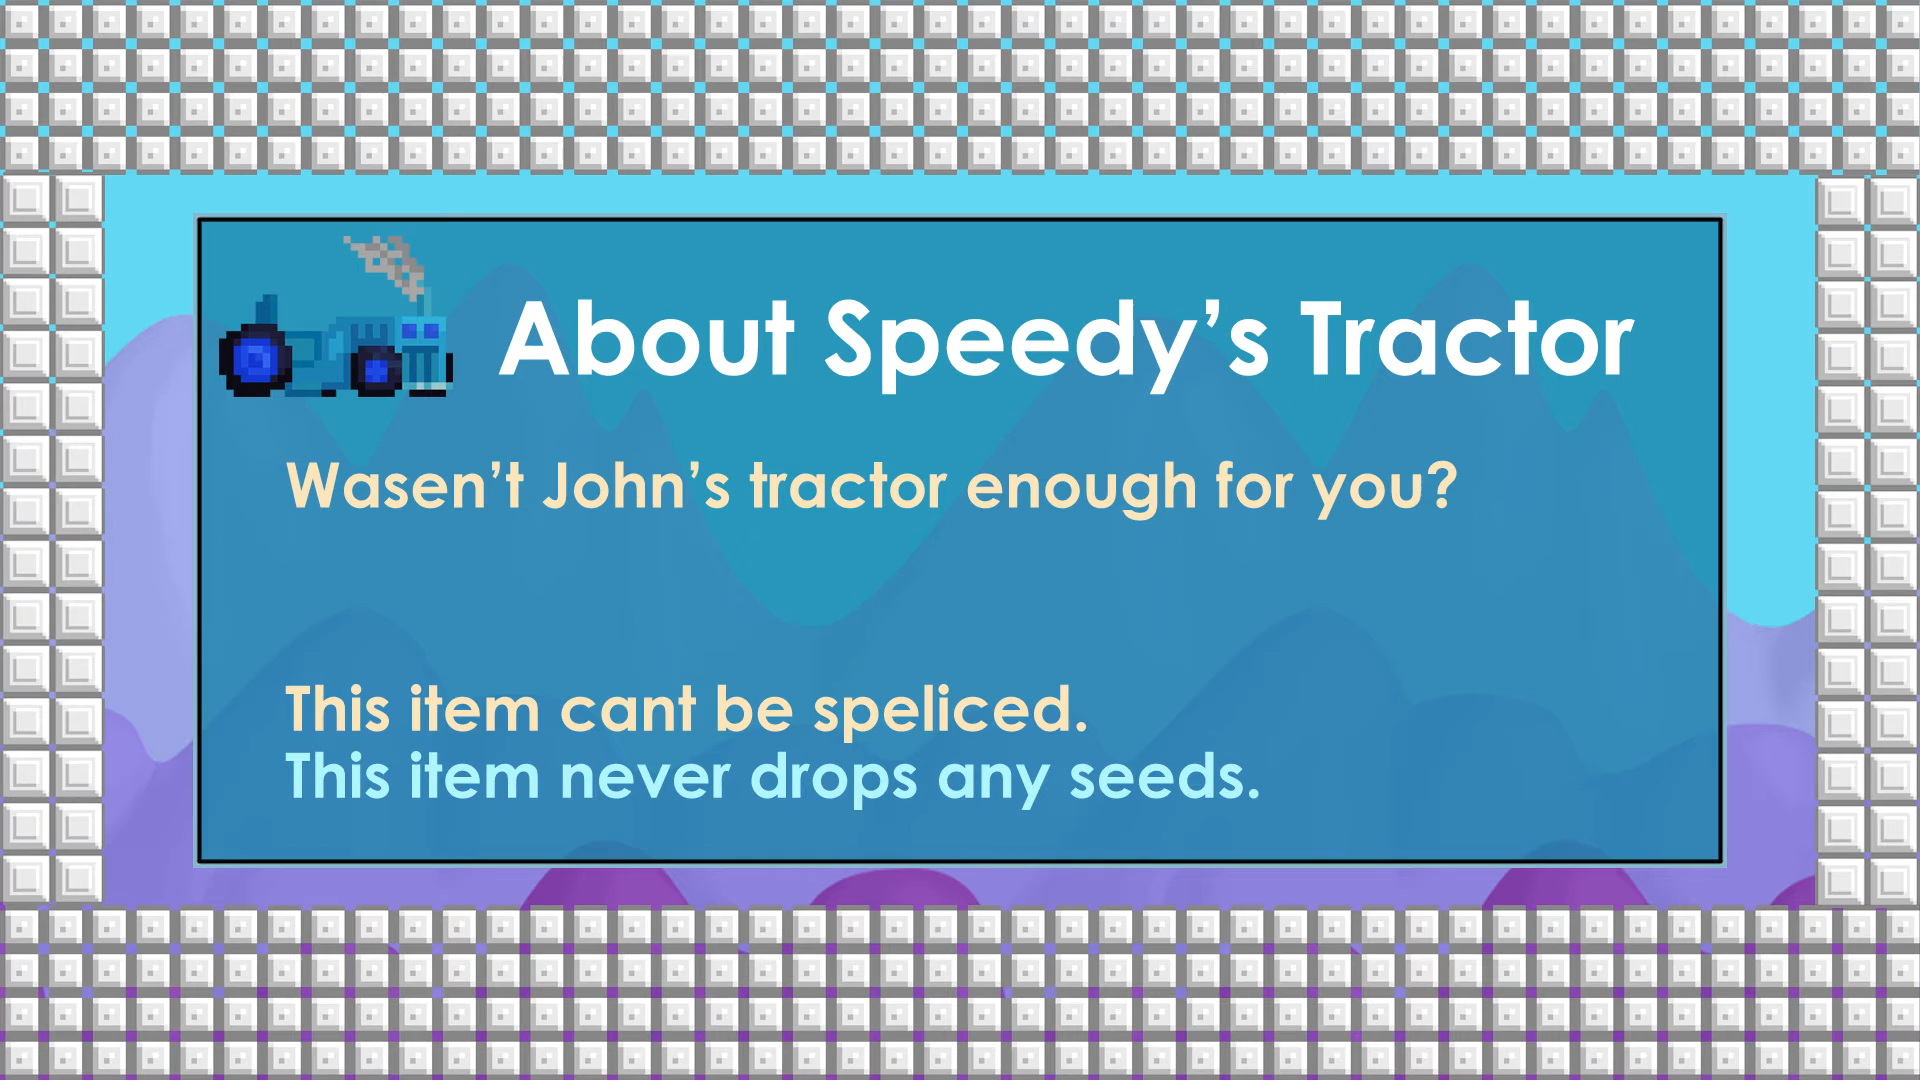 About Speedy’s Tractor
Wasen’t John’s tractor enough for you?
This item cant be speliced.
This item never drops any seeds.